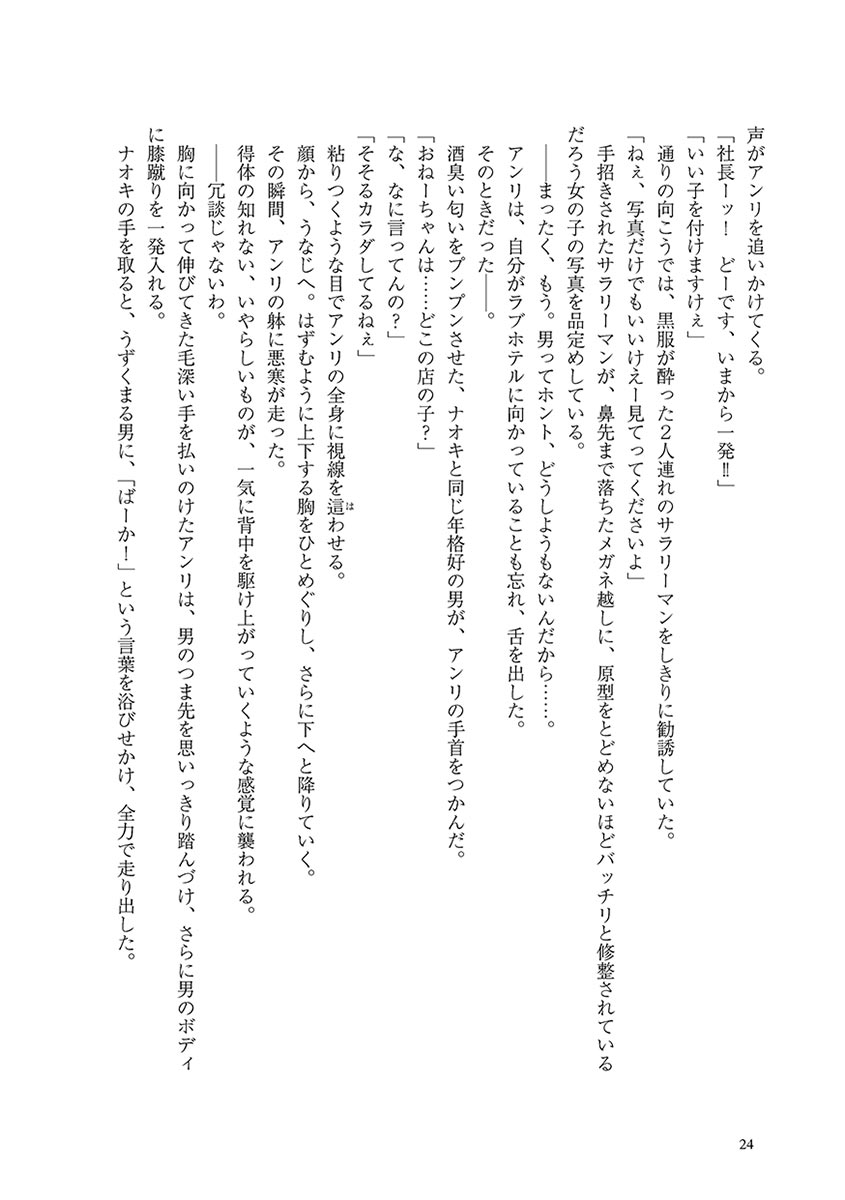 声がアンリを追いかけてくる。
「社長ーッ！　どーです、いまから一発‼」
「いい子を付けますけぇ」
通りの向こうでは、黒服が酔った２人連れのサラリーマンをしきりに勧誘していた。
「ねぇ、写真だけでもいいけえー見てってくださいよ」
手招きされたサラリーマンが、鼻先まで落ちたメガネ越しに、原型をとどめないほどバッチリと修整されている
だろう女の子の写真を品定めしている。
――まったく、もう。男ってホント、どうしようもないんだから……。
アンリは、自分がラブホテルに向かっていることも忘れ、舌を出した。
そのときだった――。
酒臭い匂いをプンプンさせた、ナオキと同じ年格好の男が、アンリの手首をつかんだ。
「おねーちゃんは……どこの店の子？」
「な、なに言ってんの？」
「そそるカラダしてるねぇ」
粘りつくような目でアンリの全身に視線を這わせる。
は
顔から、うなじへ。はずむように上下する胸をひとめぐりし、さらに下へと降りていく。
その瞬間、アンリの躰に悪寒が走った。
得体の知れない、いやらしいものが、一気に背中を駆け上がっていくような感覚に襲われる。
――冗談じゃないわ。
胸に向かって伸びてきた毛深い手を払いのけたアンリは、男のつま先を思いっきり踏んづけ、さらに男のボディ
に膝蹴りを一発入れる。
ナオキの手を取ると、うずくまる男に、「ばーか！」という言葉を浴びせかけ、全力で走り出した。
24